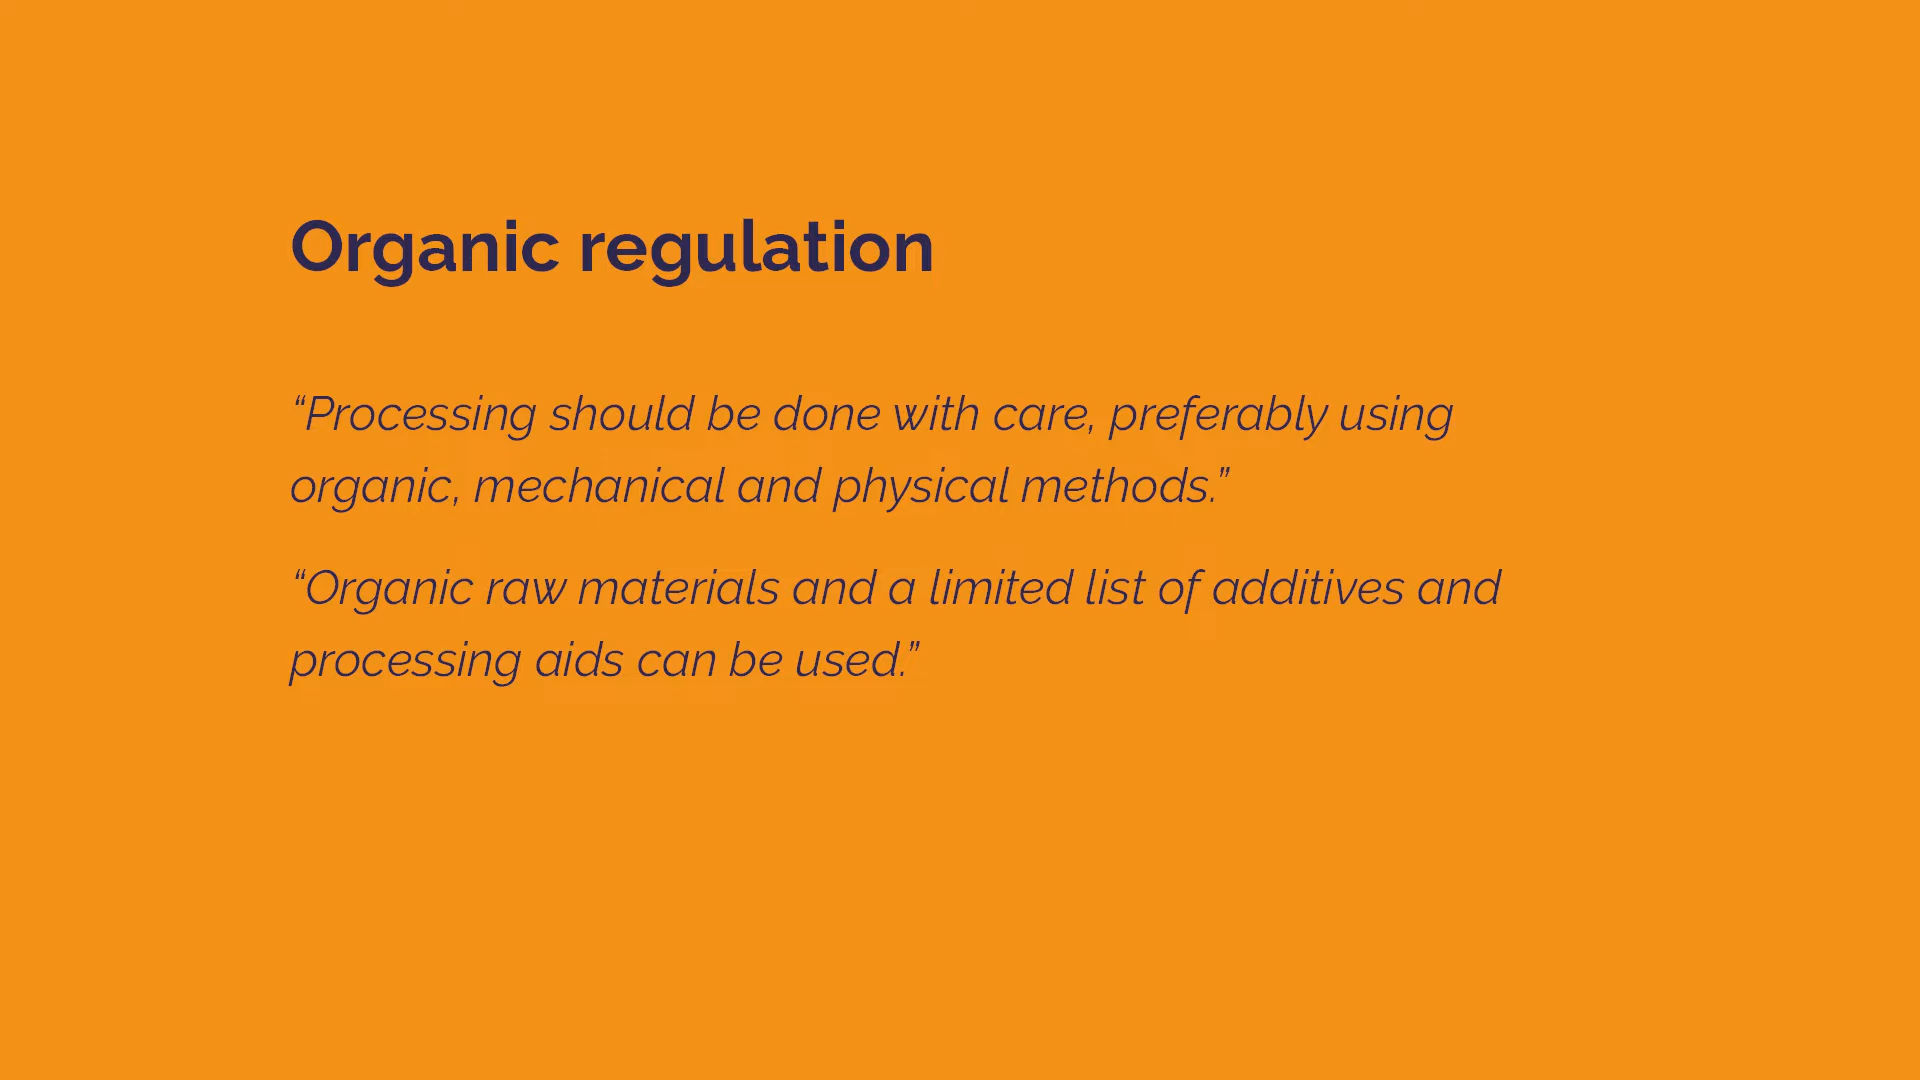 Organic regulation
“Processing should be done with care, preferably using
organic, mechanical and physical methods.”
“Organic raw materials and a limited list of additives and
processing aids can be used.”